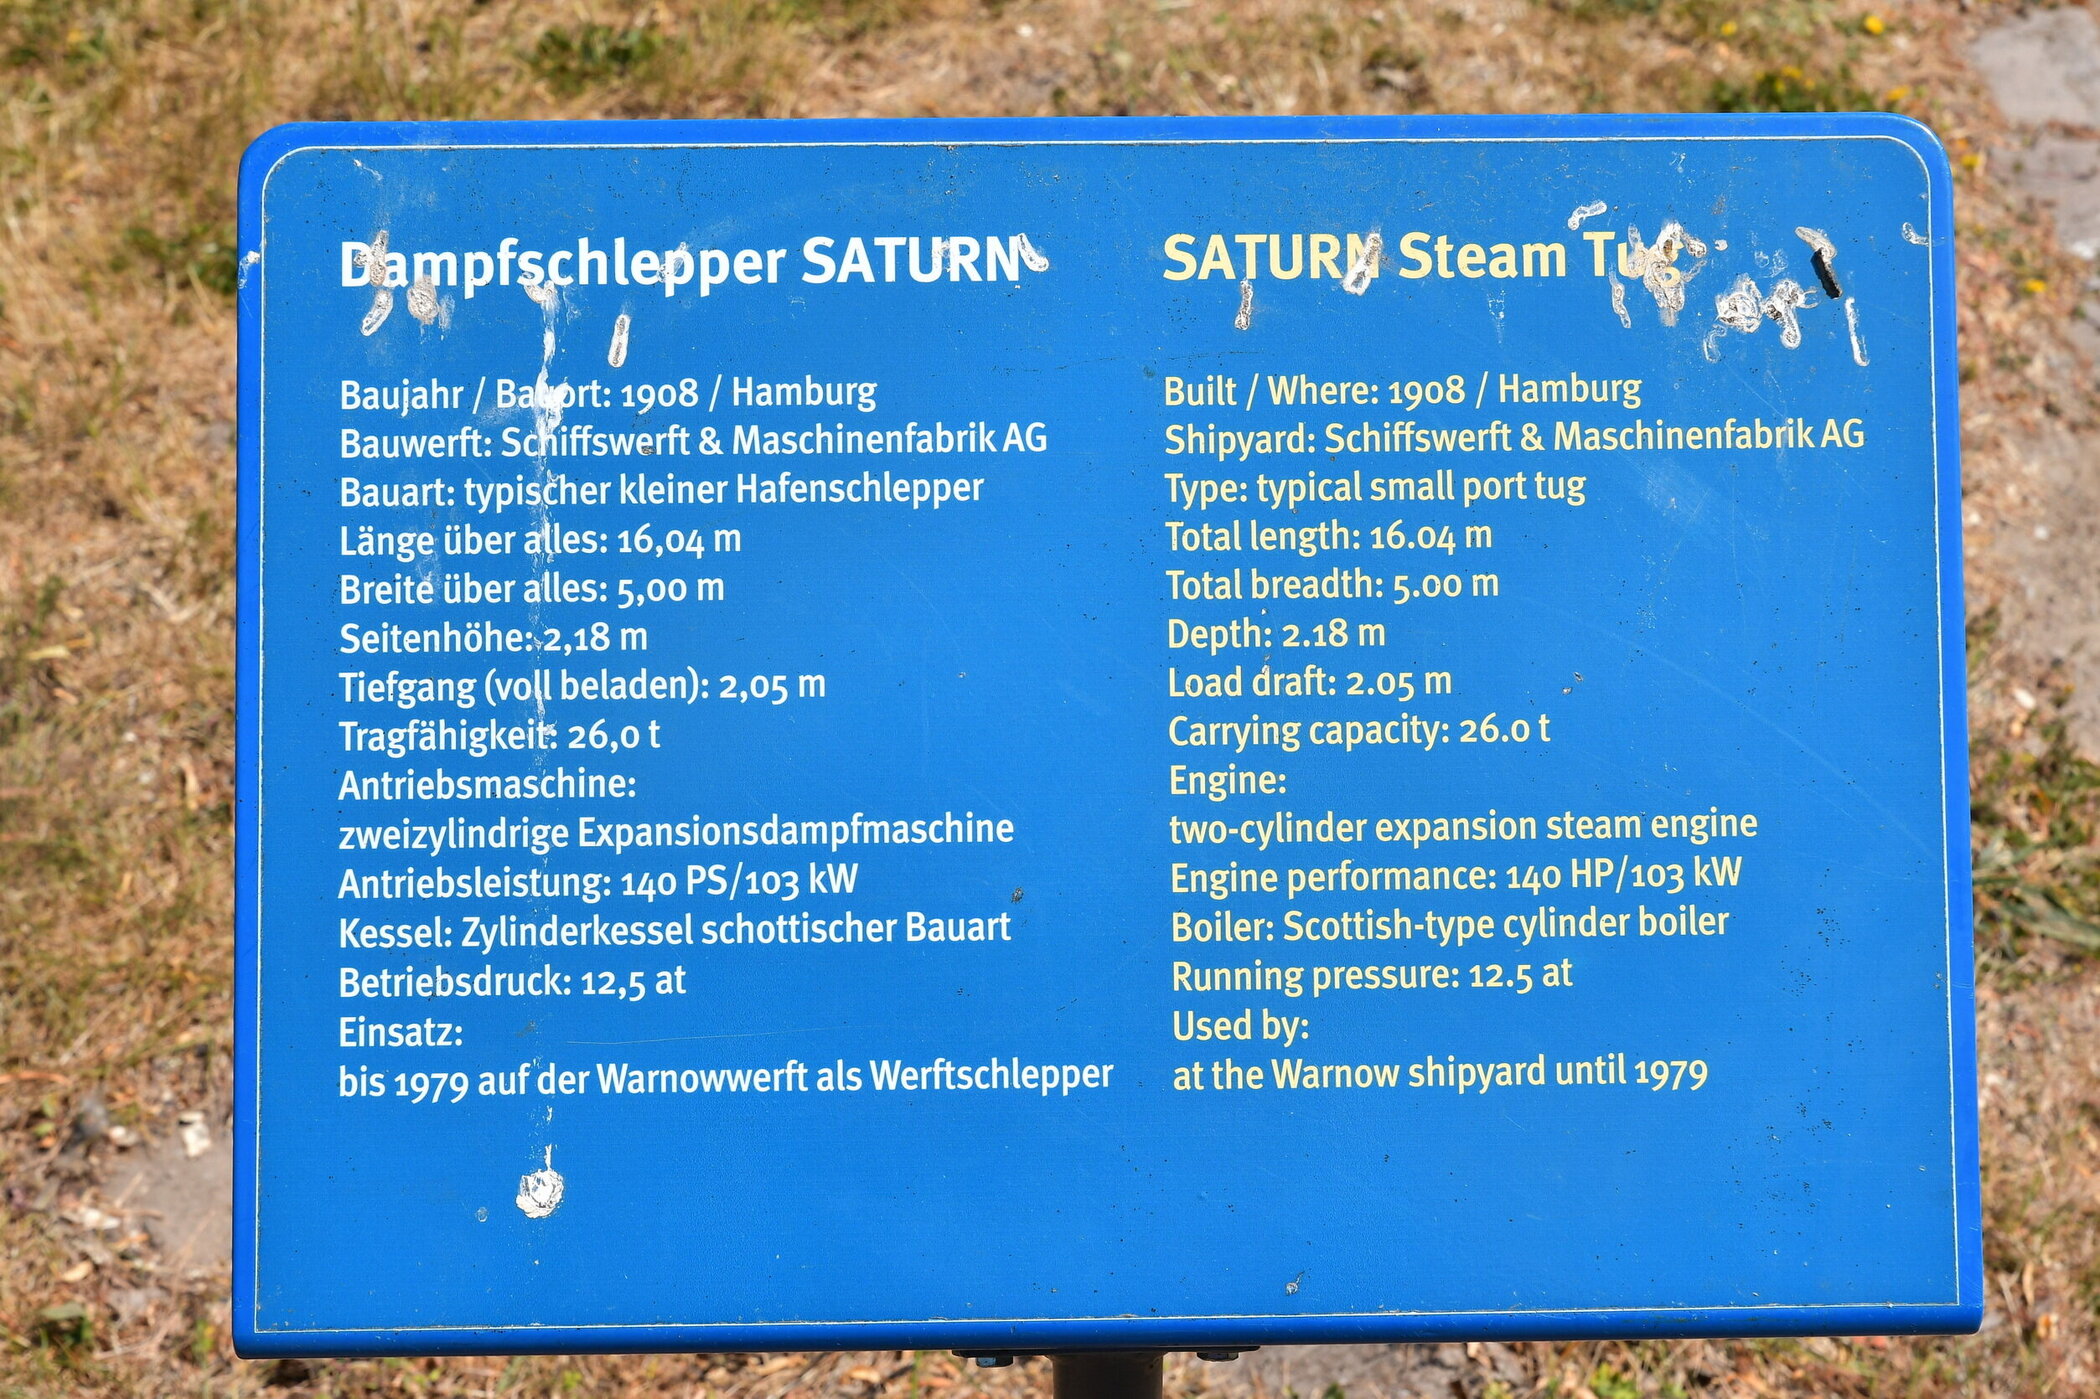 Dampfschlepper SATURN
Baujahr / Bauort: 1908 / Hamburg
Bauwerft: Schiffswerft & Maschinenfabrik AG
Bauart: typischer kleiner Hafenschlepper
Länge über alles: 16,04 m
Breite über alles: 5,00 m
Seitenhöhe: 2,18 m
Tiefgang (voll beladen): 2,05 m
Tragfähigkeit: 26,0 t
Antriebsmaschine:
zweizylindrige Expansionsdampfmaschine
Antriebsleistung: 140 PS/103 kW
Kessel: Zylinderkessel schottischer Bauart
Betriebsdruck: 12,5 at
Einsatz:
bis 1979 auf der Warnowwerft als Werftschlepper
SATURN Steam Tug
Built / Where: 1908 / Hamburg
Shipyard: Schiffswerft & Maschinenfabrik AG
Type: typical small port tug
Total length: 16.04 m
Total breadth: 5.00 m
Depth: 2.18 m
Load draft: 2.05 m
Carrying capacity: 26.0 t
Engine:
two-cylinder expansion steam engine
Engine performance: 140 HP/103 kW
Boiler: Scottish-type cylinder boiler
Running pressure: 12.5 at
Used by:
at the Warnow shipyard until 1979